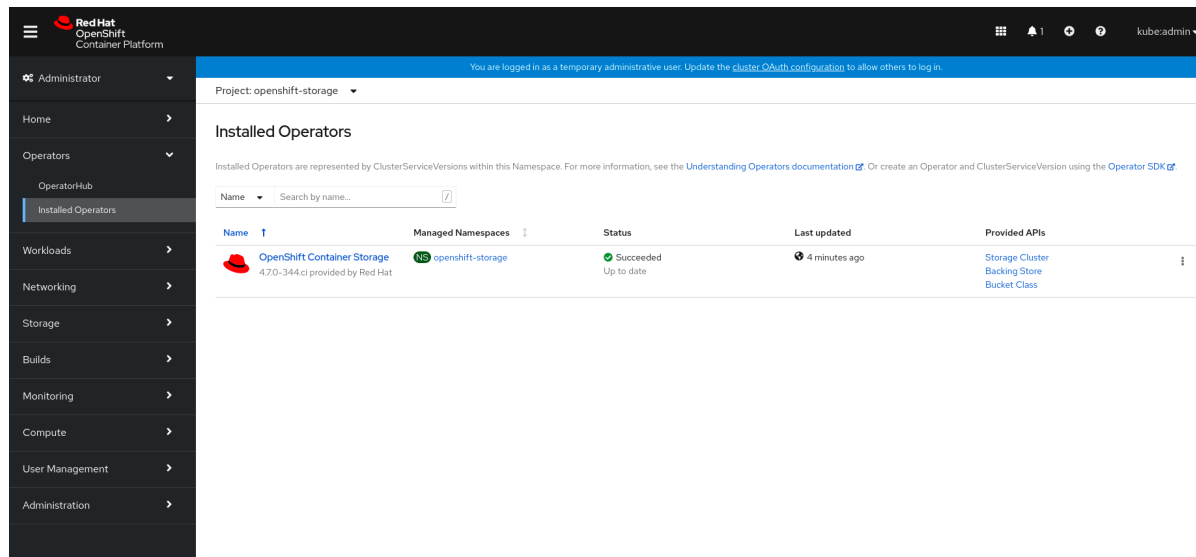 Red Hat
OpenShift
Container Platform
1
kube:admin
Administrator
You are logged in as a temporary administrative user. Update the cluster OAuth configuration to allow others to log in.
Project: openshift-storage
Home
Operators
OperatorHub
Installed Operators
Workloads
Networking
Storage
Builds
Monitoring
Compute
User Management
Administration
Installed Operators
Installed Operators are represented by ClusterServiceVersions within this Namespace. For more information, see the Understanding Operators documentation. Or create an Operator and ClusterServiceVersion using the Operator SDK.
Name Search by name... /
Name Managed Namespaces Status Last updated Provided APIs
OpenShift Container Storage NS openshift-storage Succeeded 4 minutes ago Storage Cluster
4.7.0-344.ci provided by Red Hat Up to date Backing Store
Bucket Class